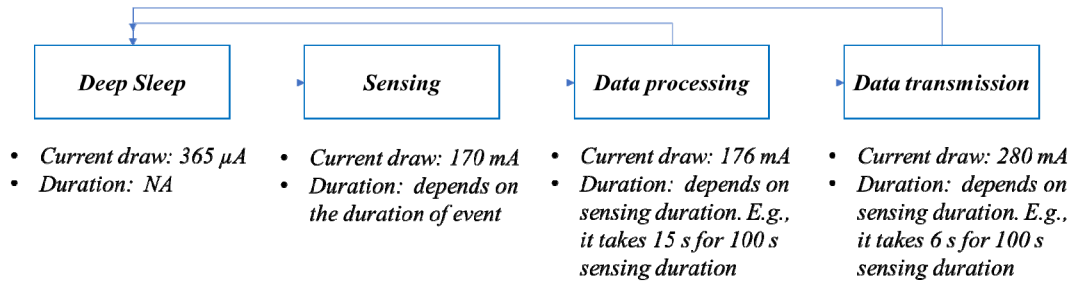 Deep Sleep
Sensing
Data processing
Data transmission
• Current draw: 365 µA
• Duration: NA
• Current draw: 170 mA
• Duration: depends on
the duration of event
• Current draw: 176 mA
• Duration: depends on
sensing duration. E.g.,
it takes 15 s for 100 s
sensing duration
• Current draw: 280 mA
• Duration: depends on
sensing duration. E.g.,
it takes 6 s for 100 s
sensing duration